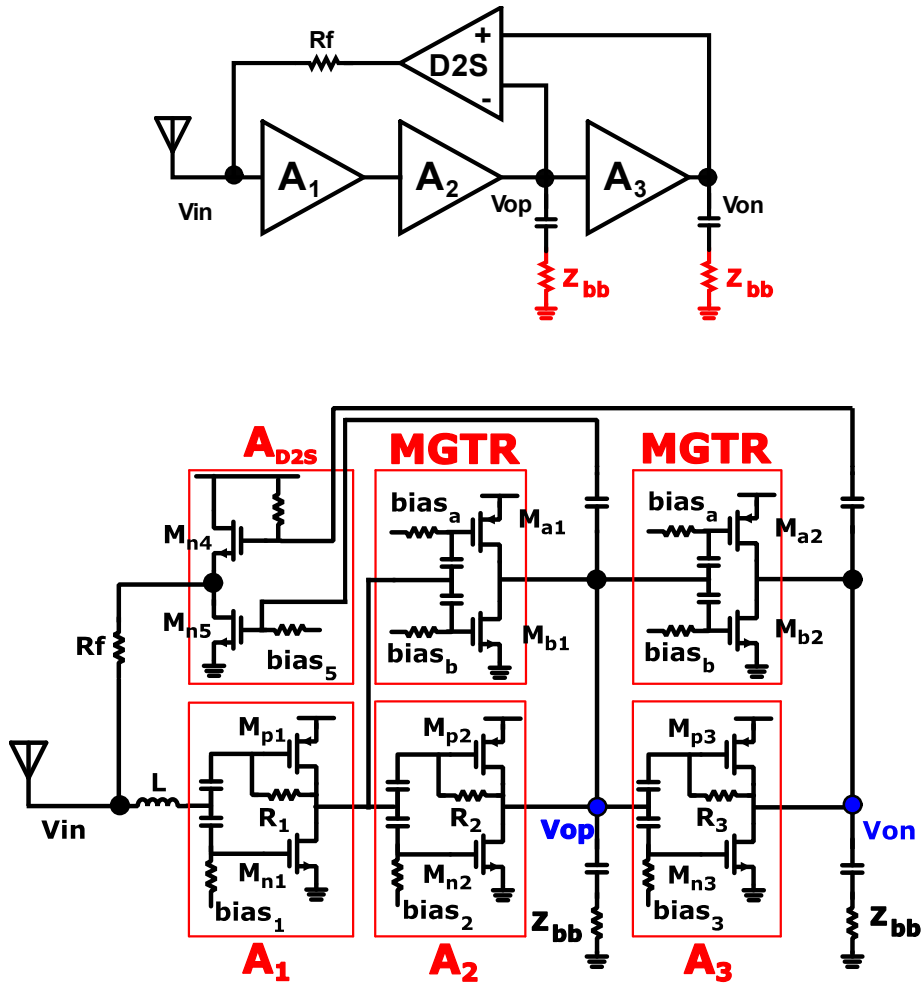 Rf
+
D2S
-
A1
A2
A3
Vin
Vop
Von
Zbb
Zbb
AD2S
MGTR
MGTR
biasa
Ma1
biasa
Ma2
Mn4
Mn5
Rf
bias5
biasb
Mb1
biasb
Mb2
Mp1
Mp2
Mp3
L
R1
R2
R3
Vin
Vop
Von
Mn1
Mn2
Mn3
bias1
bias2
bias3
Zbb
Zbb
A1
A2
A3